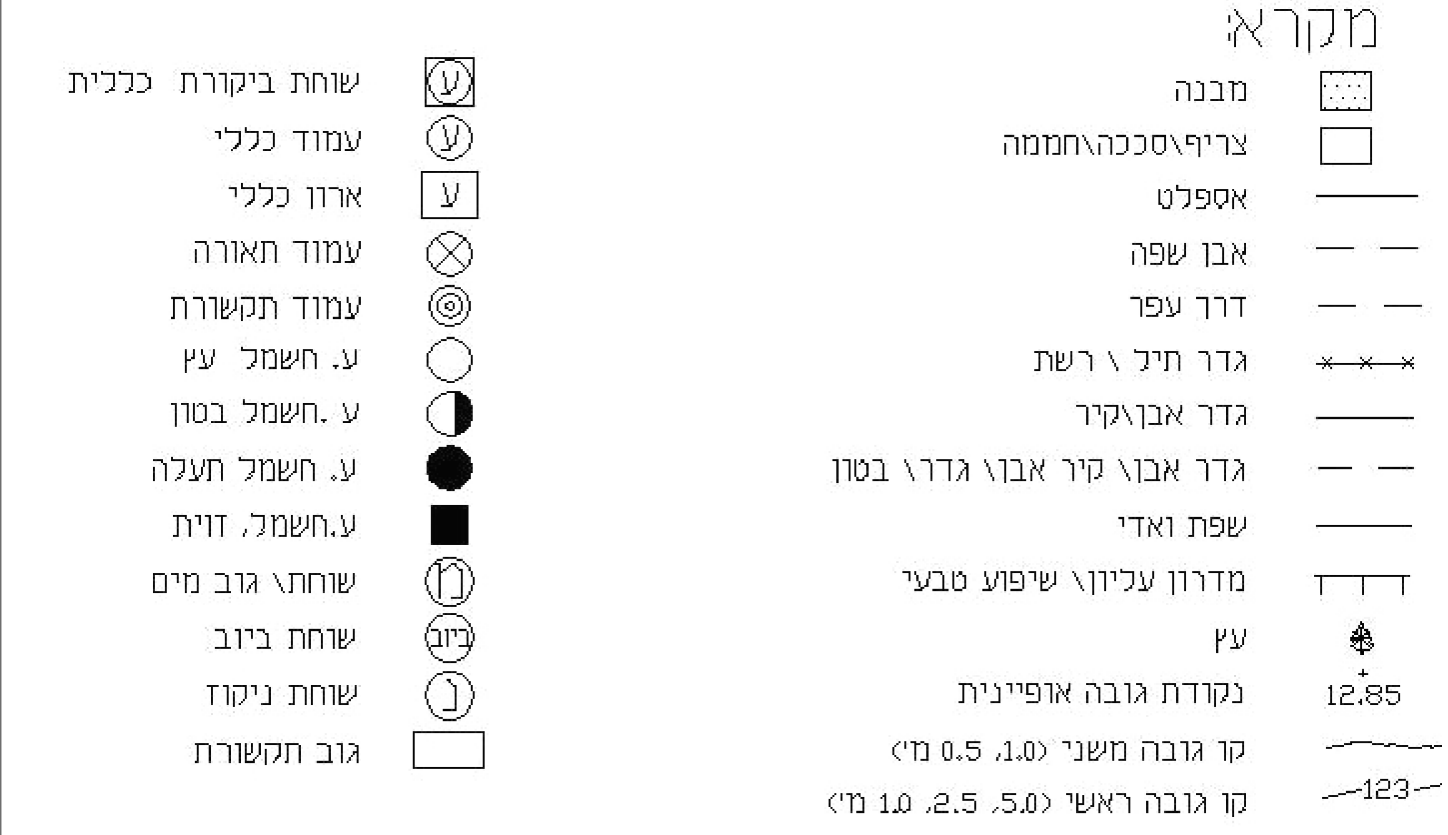 מקרא:
מבנה
צריף\סככה\חממה
אספלט
אבן שפה
דרך עפר
גדר תיל \ רשת
גדר אבן\קיר
גדר אבן\ קיר אבן\ גדר\ בטון
שפת ואדי
מדרון עליון\ שיפוע טבעי
עץ
נקודת גובה אופיינית
12.85
קו גובה משני (1.0, 0.5 מ')
קו גובה ראשי (5.0, 2.5, 1.0 מ')
123
ע שוחת ביקורת כללית
ע עמוד כללי
ע ארון כללי
עמוד תאורה
עמוד תקשורת
ע. חשמל עץ
ע .חשמל בטון
ע. חשמל תעלה
ע.חשמל, זוית
מ שוחת\ גוב מים
ביוב שוחת ביוב
נ שוחת ניקוז
גוב תקשורת